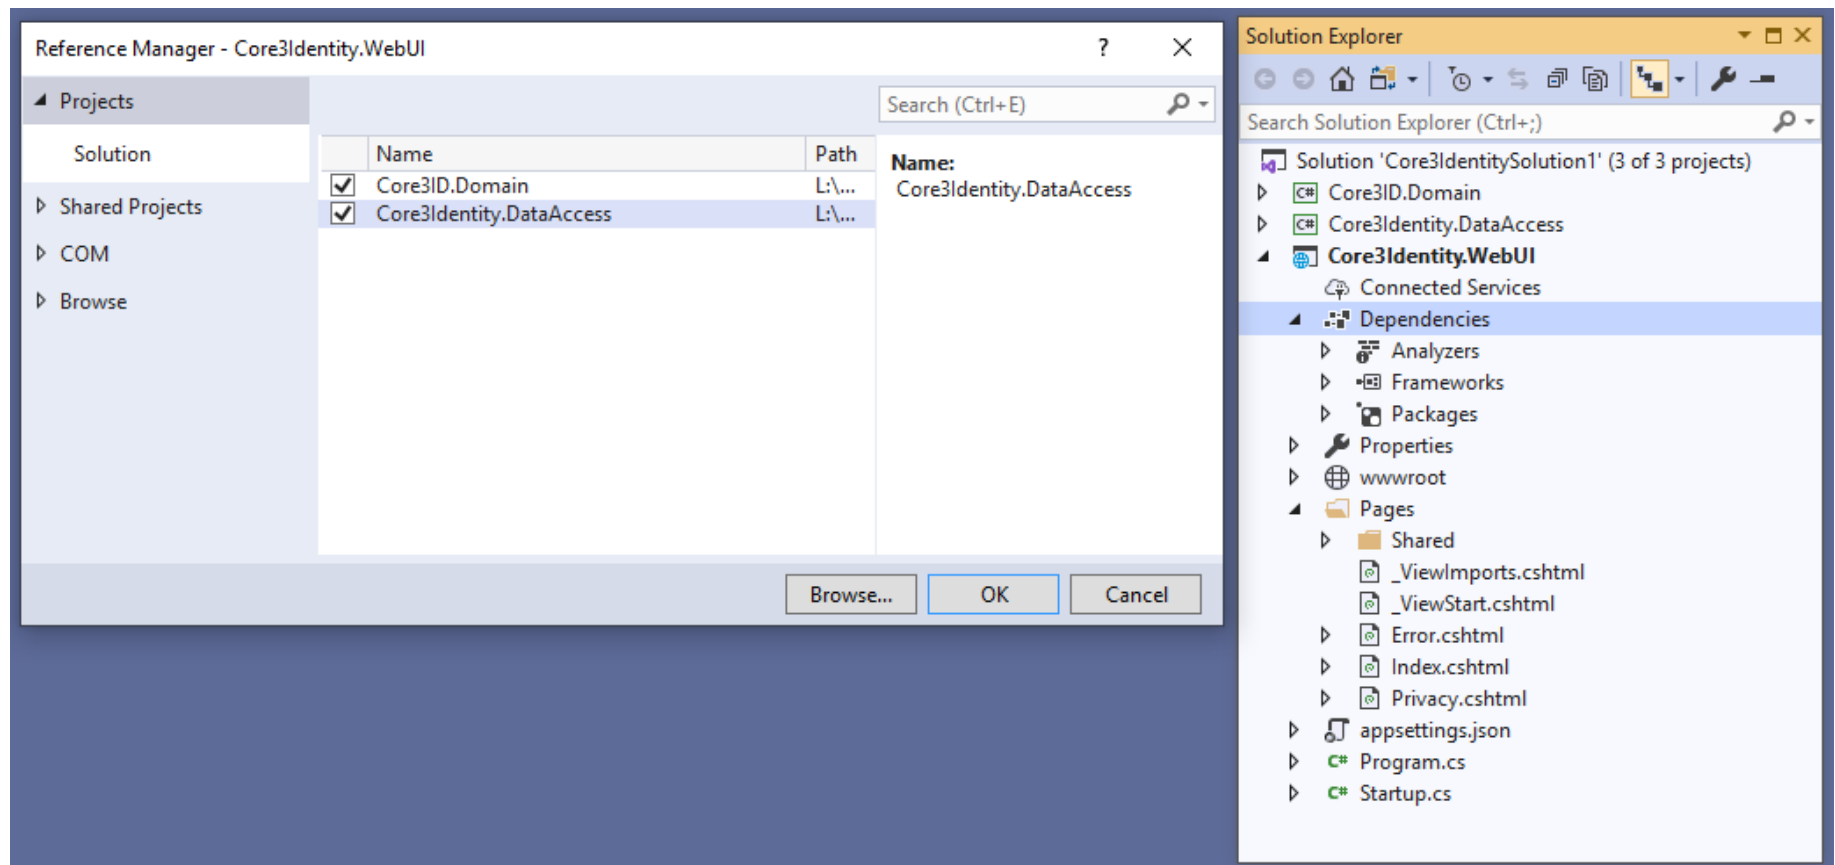 Reference Manager - Core3Identity.WebUI
?
Projects
Search (Ctrl+E)
Solution
Name
Path
Name:
Core3ID.Domain
L:\...
Core3Identity.DataAccess
Core3Identity.DataAccess
L:\...
Shared Projects
COM
Browse
Browse...
OK
Cancel
Solution Explorer
Search Solution Explorer (Ctrl+;)
Solution 'Core3IdentitySolution1' (3 of 3 projects)
C# Core3ID.Domain
C# Core3Identity.DataAccess
Core3Identity.WebUI
Connected Services
Dependencies
Analyzers
Frameworks
Packages
Properties
wwwroot
Pages
Shared
_ViewImports.cshtml
_ViewStart.cshtml
Error.cshtml
Index.cshtml
Privacy.cshtml
appsettings.json
C# Program.cs
C# Startup.cs